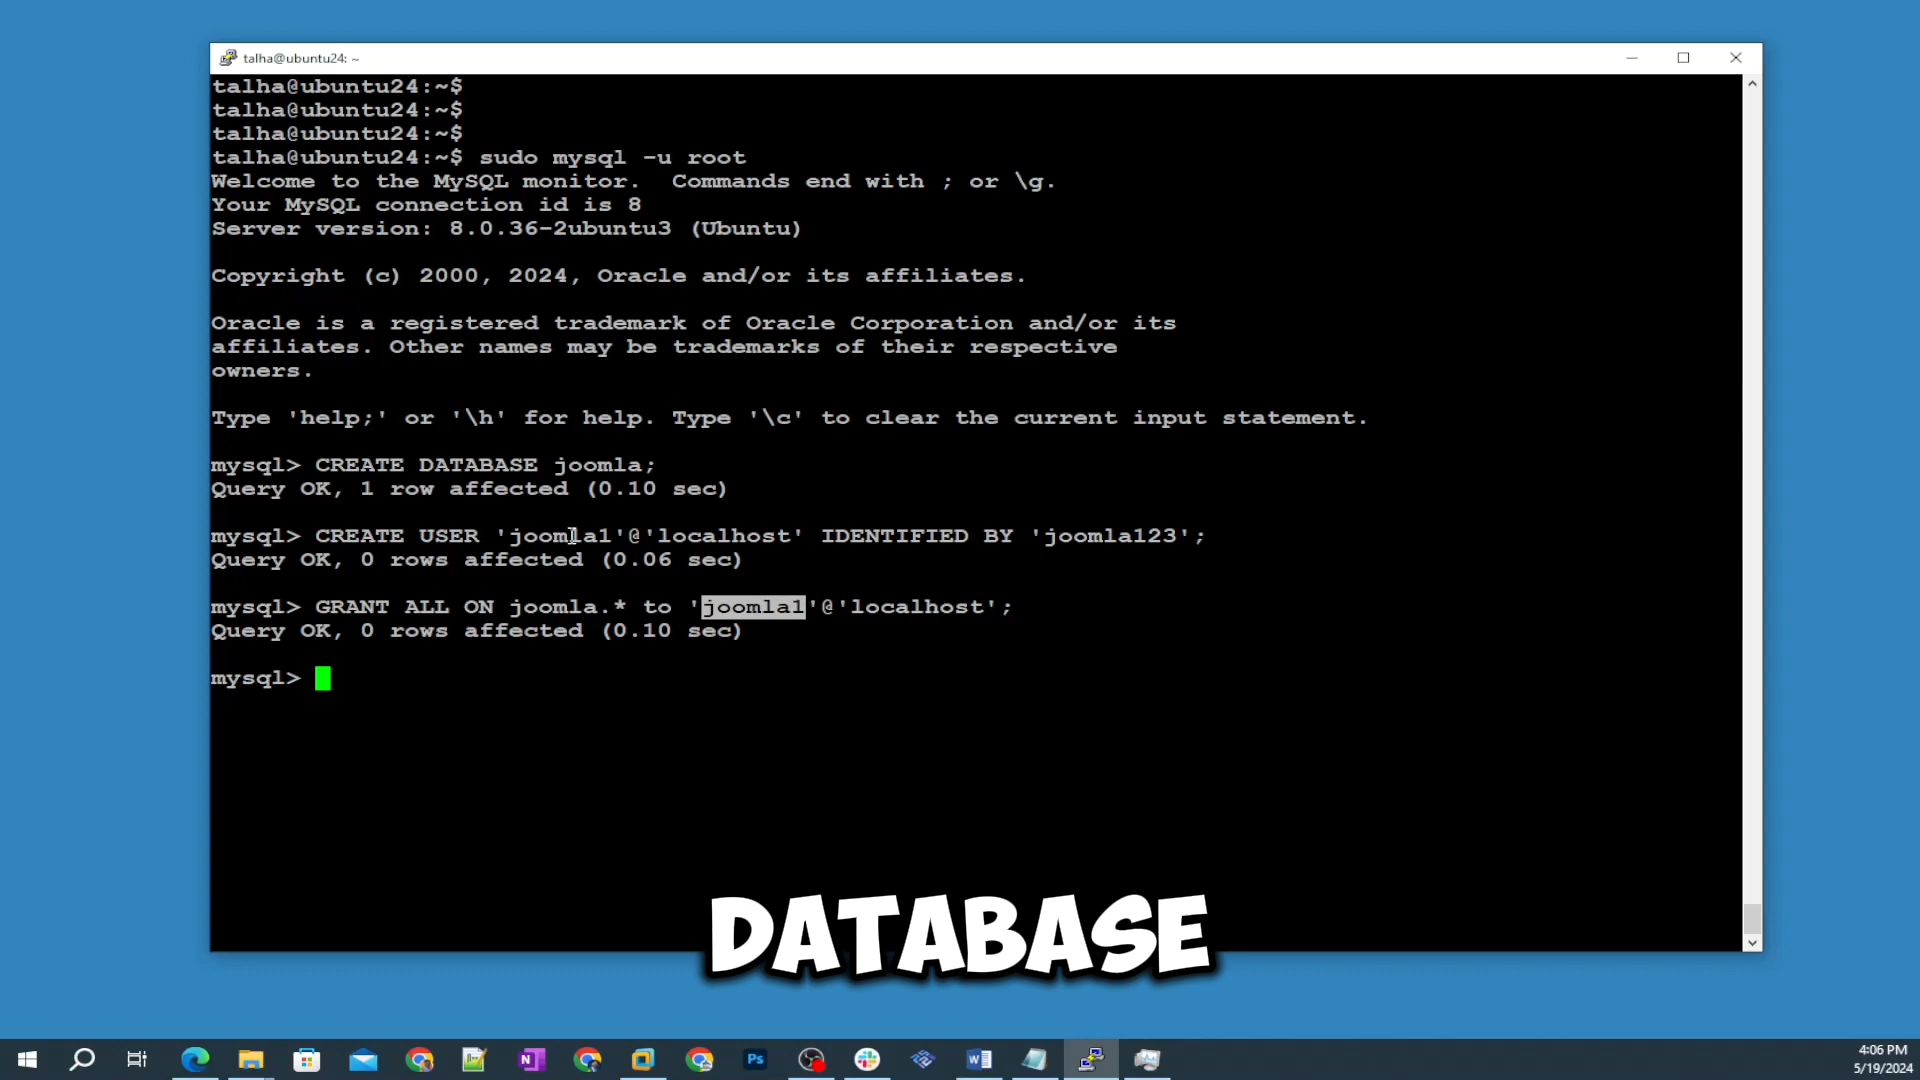 talha@ubuntu24: ~
talha@ubuntu24:~$
talha@ubuntu24:~$
talha@ubuntu24:~$
talha@ubuntu24:~$ sudo mysql -u root
Welcome to the MySQL monitor.  Commands end with ; or \g.
Your MySQL connection id is 8
Server version: 8.0.36-2ubuntu3 (Ubuntu)
Copyright (c) 2000, 2024, Oracle and/or its affiliates.
Oracle is a registered trademark of Oracle Corporation and/or its
affiliates. Other names may be trademarks of their respective
owners.
Type 'help;' or '\h' for help. Type '\c' to clear the current input statement.
mysql> CREATE DATABASE joomla;
Query OK, 1 row affected (0.10 sec)
mysql> CREATE USER 'joomla1'@'localhost' IDENTIFIED BY 'joomla123';
Query OK, 0 rows affected (0.06 sec)
mysql> GRANT ALL ON joomla.* to 'joomla1'@'localhost';
Query OK, 0 rows affected (0.10 sec)
mysql>
DATABASE
N
Ps
W
4:06 PM
5/19/2024